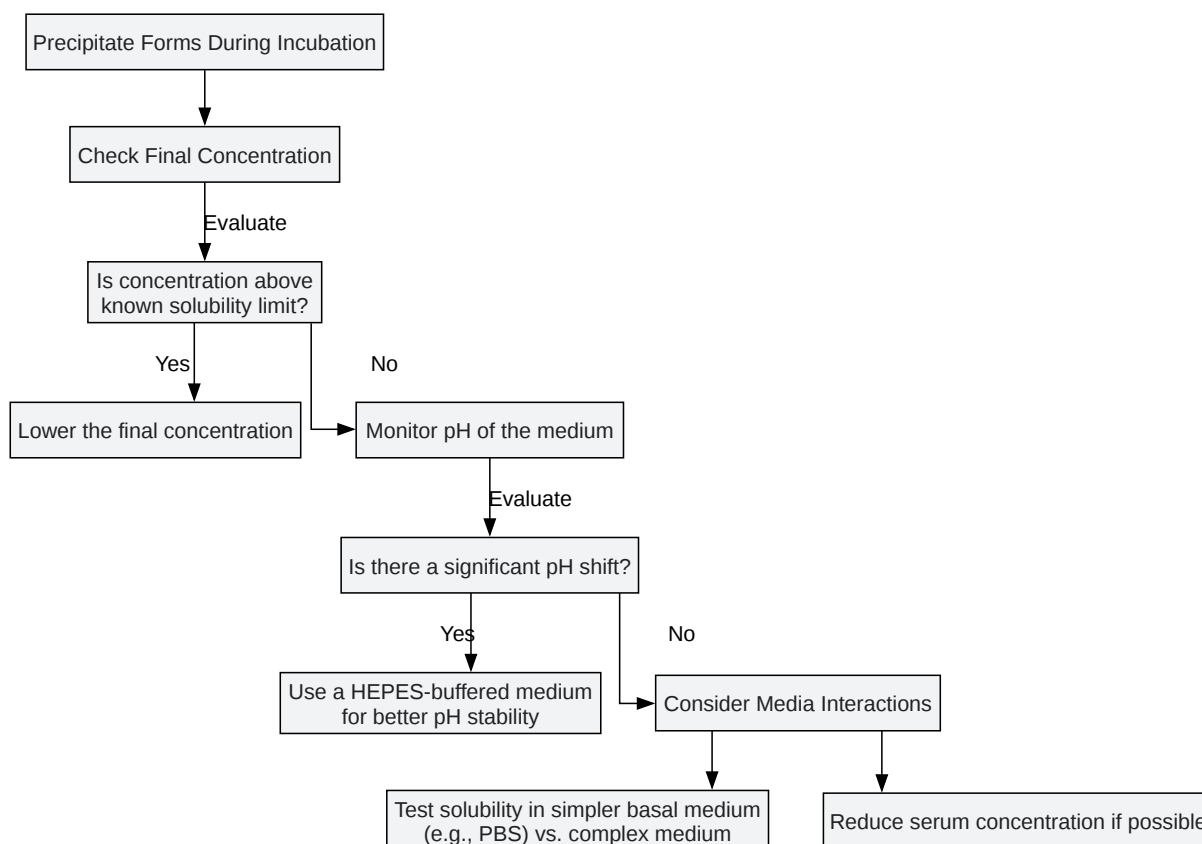 Precipitate Forms During Incubation
Check Final Concentration
Evaluate
Is concentration above
known solubility limit?
Yes
No
Lower the final concentration
Monitor pH of the medium
Evaluate
Is there a significant pH shift?
Yes
No
Use a HEPES-buffered medium
for better pH stability
Consider Media Interactions
Test solubility in simpler basal medium
(e.g., PBS) vs. complex medium
Reduce serum concentration if possible